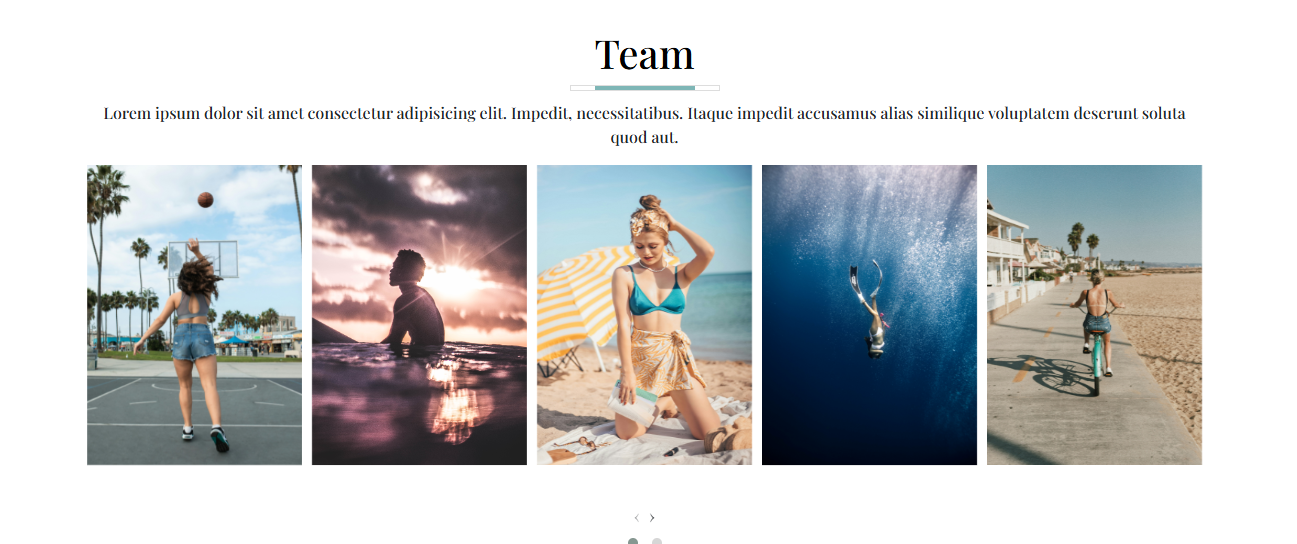 Team
Lorem ipsum dolor sit amet consectetur adipisicing elit. Impedit, necessitatibus. Itaque impedit accusamus alias similique voluptatem deserunt soluta
quod aut.
‹ ›